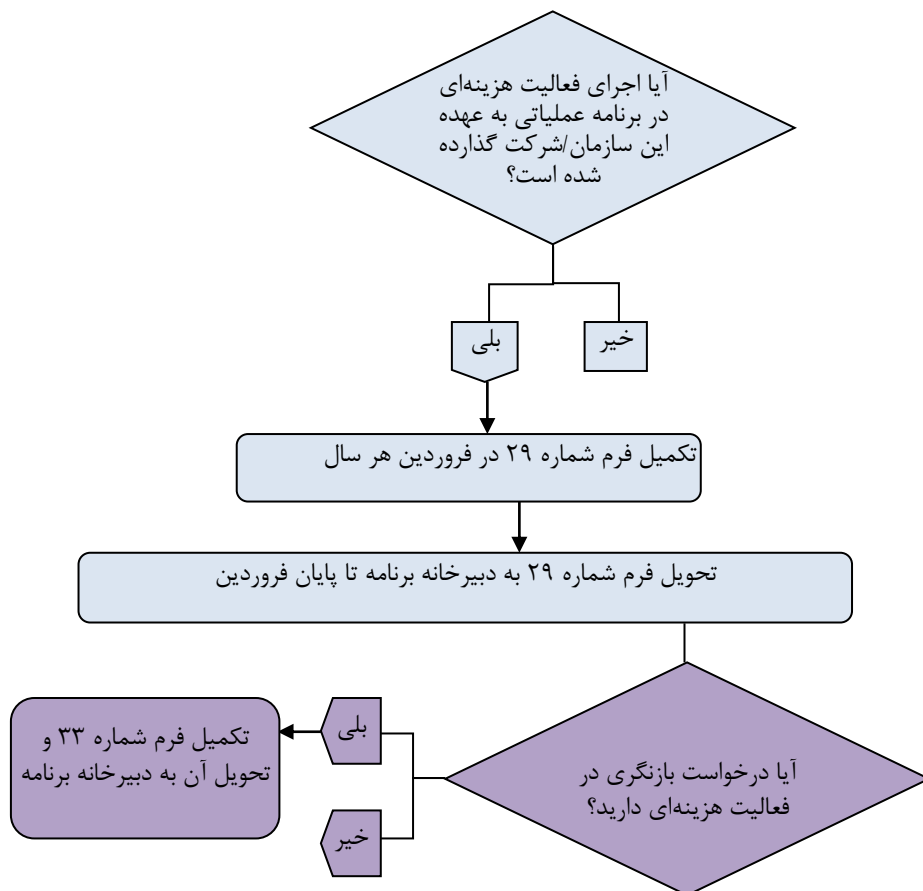 آیا اجرای فعالیت هزینه‌ای
در برنامه عملیاتی به عهده
این سازمان/شرکت گذارده
شده است؟
خیر
بلی
تکمیل فرم شماره ۲۹ در فروردین هر سال
تحویل فرم شماره ۲۹ به دبیرخانه برنامه تا پایان فروردین
آیا درخواست بازنگری در
فعالیت هزینه‌ای دارید؟
بلی
تکمیل فرم شماره ۳۳ و
تحویل آن به دبیرخانه برنامه
خیر